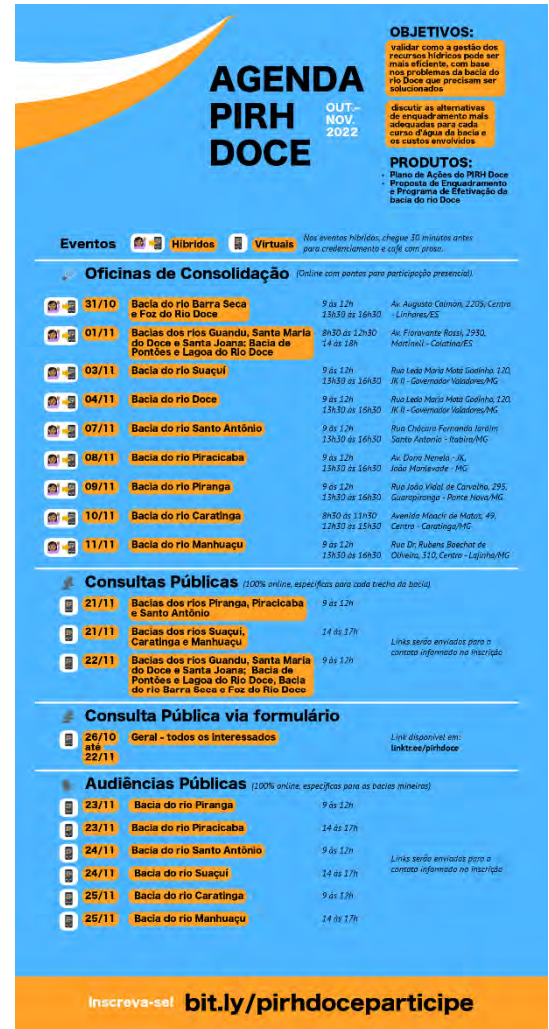 AGENDA
PIRH
DOCE
OUT.–
NOV.
2022
OBJETIVOS:
validar como a gestão dos
recursos hídricos pode ser
mais eficiente, com base
nos problemas da bacia do
rio Doce que precisam ser
solucionados
discutir as alternativas
de enquadramento mais
adequadas para cada
curso d'água da bacia e
os custos envolvidos
PRODUTOS:
• Plano de Ações do PIRH Doce
• Proposta de Enquadramento
e Programa de Efetivação da
bacia do rio Doce
Eventos Híbridos Virtuais
Nos eventos híbridos, chegue 30 minutos antes
para credenciamento e café com prosa.
Oficinas de Consolidação (Online com pontos para participação presencial).
31/10 Bacia do rio Barra Seca
e Foz do Rio Doce
9 às 12h
13h30 às 16h30
Av. Augusto Calmon, 2205, Centro
- Linhares/ES
01/11 Bacias dos rios Guandu, Santa Maria
do Doce e Santa Joana; Bacia de
Pontões e Lagoa do Rio Doce
8h30 às 12h30
14 às 18h
Av. Fioravante Rossi, 2930,
Martinelli - Colatina/ES
03/11 Bacia do rio Suaçuí
9 às 12h
13h30 às 16h30
Rua Leda Maria Mota Godinho, 120,
JK II - Governador Valadares/MG
04/11 Bacia do rio Doce
9 às 12h
13h30 às 16h30
Rua Leda Maria Mota Godinho, 120,
JK II - Governador Valadares/MG
07/11 Bacia do rio Santo Antônio
9 às 12h
13h30 às 16h30
Rua Chácara Fernando Jardim
Santo Antonio - Itabira/MG
08/11 Bacia do rio Piracicaba
9 às 12h
13h30 às 16h30
Av. Dona Nenela - JK,
João Monlevade - MG
09/11 Bacia do rio Piranga
9 às 12h
13h30 às 16h30
Rua João Vidal de Carvalho, 295,
Guarapiranga - Ponte Nova/MG
10/11 Bacia do rio Caratinga
8h30 às 11h30
12h30 às 15h30
Avenida Moacir de Matos, 49,
Centro - Caratinga/MG
11/11 Bacia do rio Manhuaçu
9 às 12h
13h30 às 16h30
Rua Dr. Rubens Boechat de
Oliveira, 310, Centro - Lajinha/MG
Consultas Públicas (100% online, específicas para cada trecho da bacia)
21/11 Bacias dos rios Piranga, Piracicaba
e Santo Antônio
9 às 12h
21/11 Bacias dos rios Suaçuí,
Caratinga e Manhuaçu
14 às 17h
22/11 Bacias dos rios Guandu, Santa Maria
do Doce e Santa Joana; Bacia de
Pontões e Lagoa do Rio Doce, Bacia
do rio Barra Seca e Foz do Rio Doce
9 às 12h
Links serão enviados para o
contato informado na inscrição
Consulta Pública via formulário
26/10
até
22/11
Geral - todos os interessados
Link disponível em:
linktr.ee/pirhdoce
Audiências Públicas (100% online, específicas para as bacias mineiras)
23/11 Bacia do rio Piranga 9 às 12h
23/11 Bacia do rio Piracicaba 14 às 17h
24/11 Bacia do rio Santo Antônio 9 às 12h
24/11 Bacia do rio Suaçuí 14 às 17h
25/11 Bacia do rio Caratinga 9 às 12h
25/11 Bacia do rio Manhuaçu 14 às 17h
Links serão enviados para o
contato informado na inscrição
Inscreva-se! bit.ly/pirhdoceparticipe